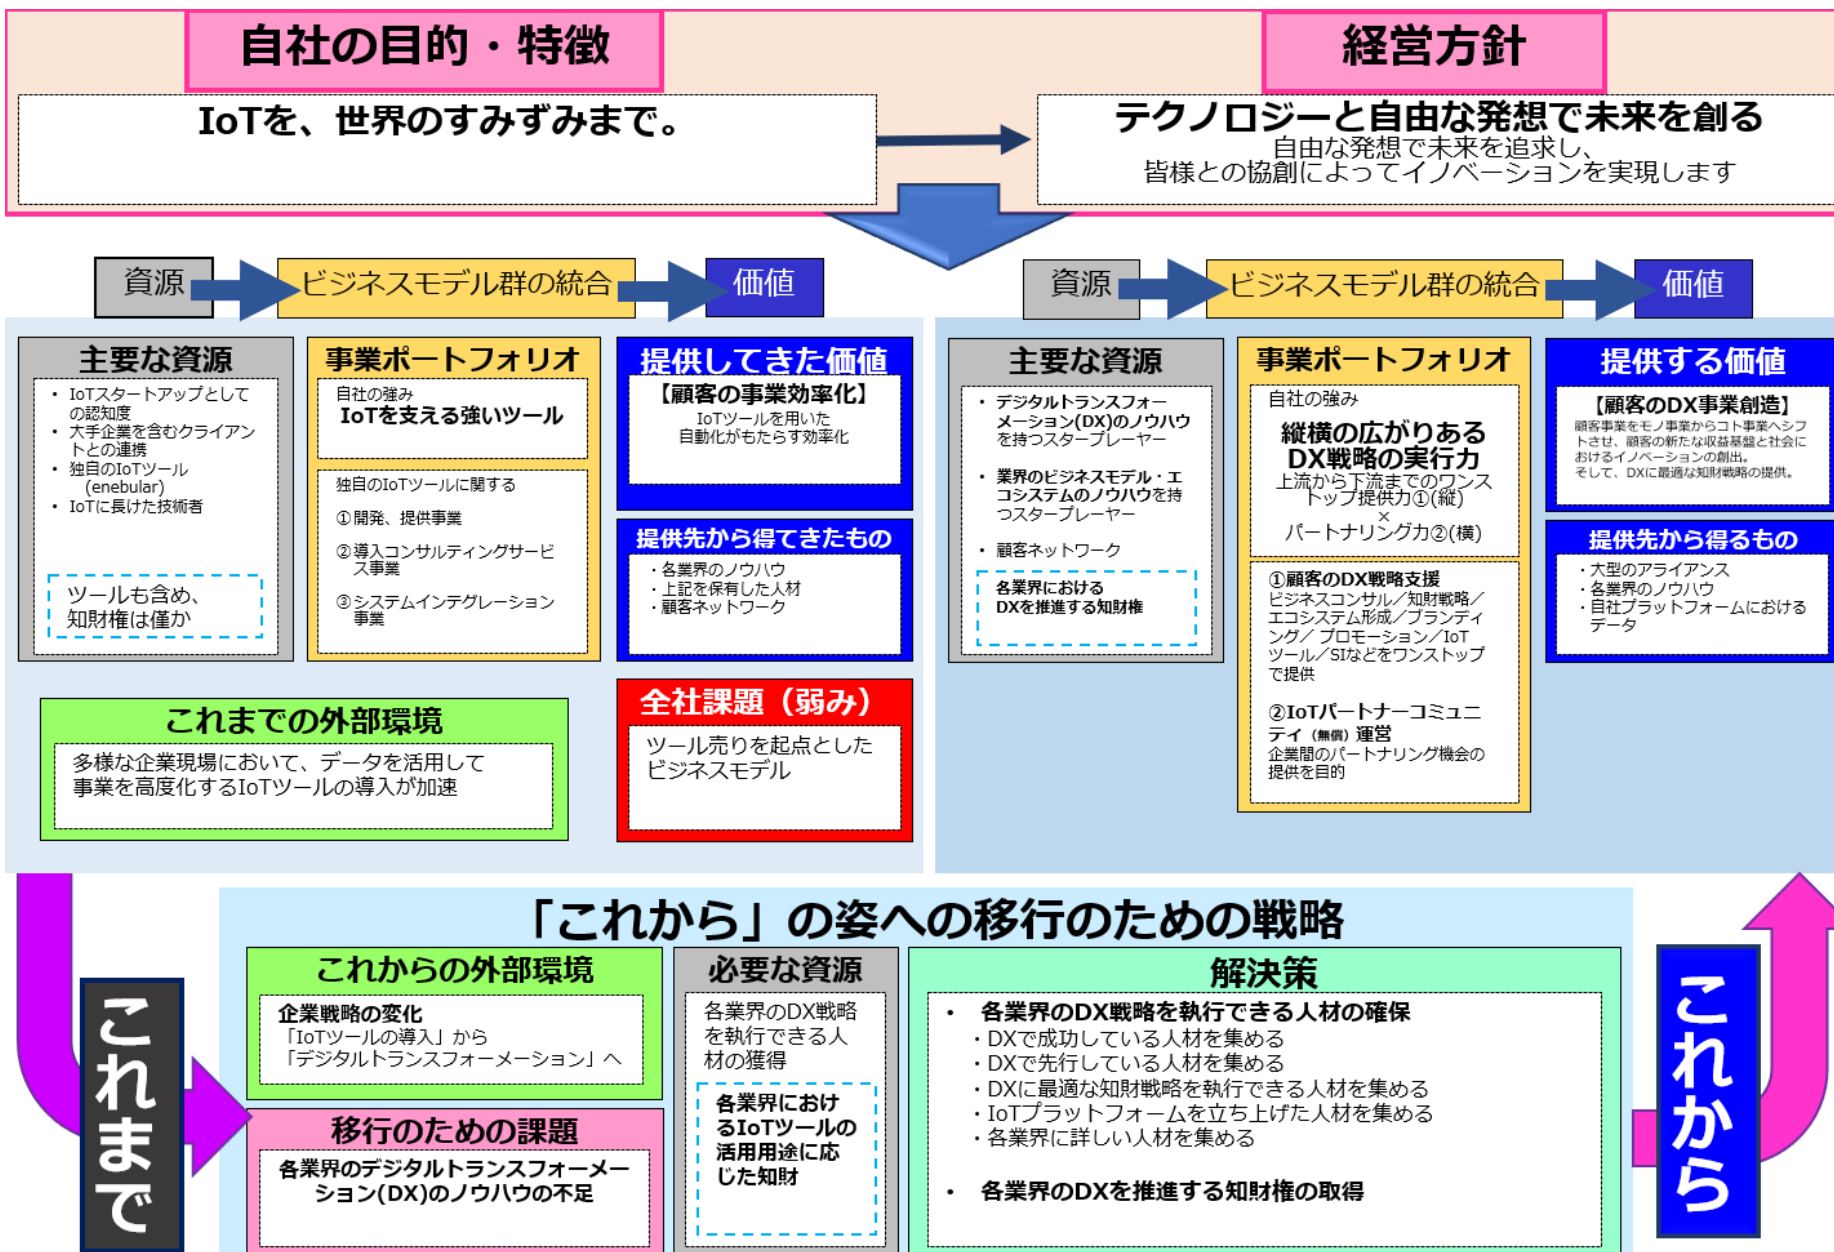 自社の目的・特徴
IoTを、世界のすみずみまで。
経営方針
テクノロジーと自由な発想で未来を創る
自由な発想で未来を追求し、
皆様との協創によってイノベーションを実現します
資源
ビジネスモデル群の統合
価値
主要な資源
・ IoTスタートアップとして
の認知度
・ 大手企業を含むクライアン
トとの連携
・ 独自のIoTツール
(enebular)
・ IoTに長けた技術者
ツールも含め、
知財権は僅か
事業ポートフォリオ
自社の強み
IoTを支える強いツール
独自のIoTツールに関する
①開発、提供事業
②導入コンサルティングサービ
ス事業
③システムインテグレーション
事業
提供してきた価値
【顧客の事業効率化】
IoTツールを用いた
自動化がもたらす効率化
提供先から得てきたもの
・各業界のノウハウ
・上記を保有した人材
・顧客ネットワーク
これまでの外部環境
多様な企業現場において、データを活用して
事業を高度化するIoTツールの導入が加速
全社課題（弱み）
ツール売りを起点とした
ビジネスモデル
資源
ビジネスモデル群の統合
価値
主要な資源
・ デジタルトランスフォー
メーション(DX)のノウハウ
を持つスタープレーヤー
・ 業界のビジネスモデル・エ
コシステムのノウハウを持
つスタープレーヤー
・ 顧客ネットワーク
各業界における
DXを推進する知財権
事業ポートフォリオ
自社の強み
縦横の広がりある
DX戦略の実行力
上流から下流までのワンス
トップ提供力①(縦)
×
パートナリング力②(横)
①顧客のDX戦略支援
ビジネスコンサル／知財戦略／
エコシステム形成／ブランディ
ング／プロモーション／IoT
ツール／SIなどをワンストップ
で提供
②IoTパートナーコミュニ
ティ（無償）運営
企業間のパートナリング機会の
提供を目的
提供する価値
【顧客のDX事業創造】
顧客事業をモノ事業からコト事業へシフ
トさせ、顧客の新たな収益基盤と社会に
おけるイノベーションの創出。
そして、DXに最適な知財戦略の提供。
提供先から得るもの
・大型のアライアンス
・各業界のノウハウ
・自社プラットフォームにおける
データ
「これから」の姿への移行のための戦略
これまで
これからの外部環境
企業戦略の変化
「IoTツールの導入」から
「デジタルトランスフォーメーション」へ
移行のための課題
各業界のデジタルトランスフォーメー
ション(DX)のノウハウの不足
必要な資源
各業界のDX戦略
を執行できる人
材の獲得
各業界におけ
るIoTツールの
活用用途に応
じた知財
解決策
・ 各業界のDX戦略を執行できる人材の確保
・DXで成功している人材を集める
・DXで先行している人材を集める
・DXに最適な知財戦略を執行できる人材を集める
・IoTプラットフォームを立ち上げた人材を集める
・各業界に詳しい人材を集める
・ 各業界のDXを推進する知財権の取得
これから